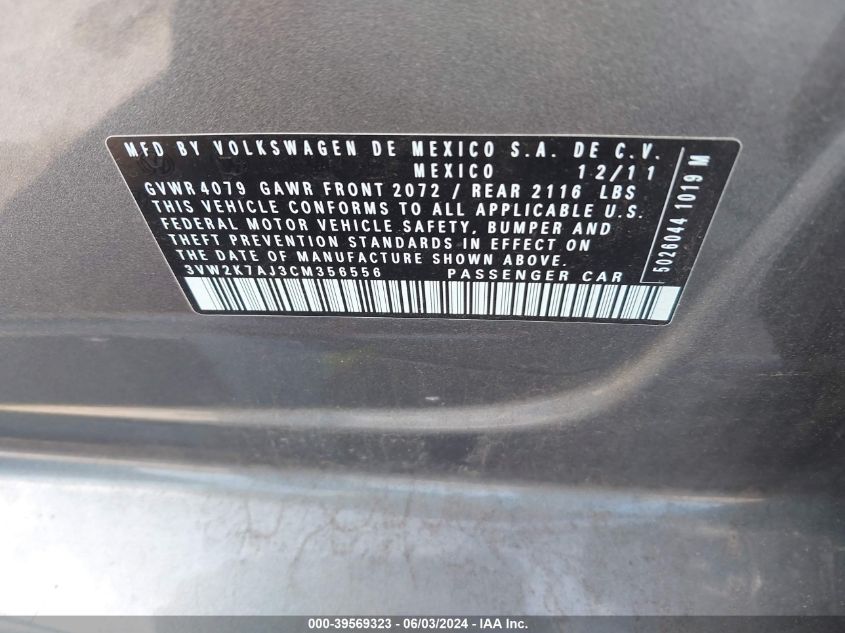 MFD BY VOLKSWAGEN DE MEXICO S.A. DE C.V.
MEXICO 12/11
GVWR 4079 GAWR FRONT 2072 / REAR 2116 LBS
THIS VEHICLE CONFORMS TO ALL APPLICABLE U.S.
FEDERAL MOTOR VEHICLE SAFETY, BUMPER AND
THEFT PREVENTION STANDARDS IN EFFECT ON
THE DATE OF MANUFACTURE SHOWN ABOVE.
3VW2K7AJ3CM356556 PASSENGER CAR
5026044 1019 M
000-39569323 - 06/03/2024 - IAA Inc.